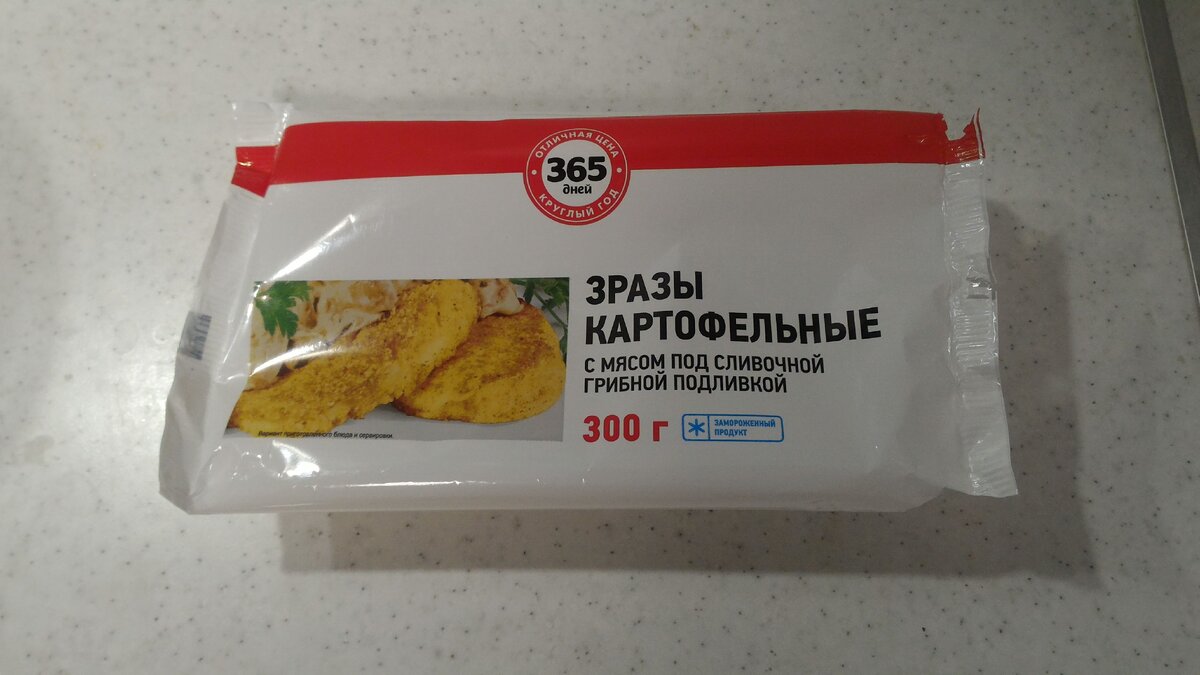 ОТЛИЧНАЯ ЦЕНА
365
дней
КРУГЛЫЙ ГОД
ЗРАЗЫ
КАРТОФЕЛЬНЫЕ
С МЯСОМ ПОД СЛИВОЧНОЙ
ГРИБНОЙ ПОДЛИВКОЙ
300 г
ЗАМОРОЖЕННЫЙ
ПРОДУКТ
Вариант приготовленного блюда и сервировки.